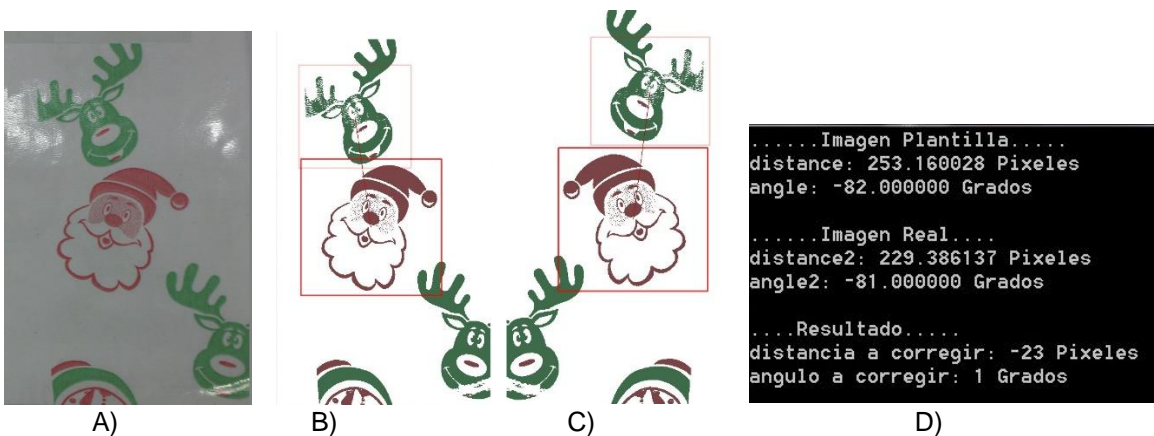 ......Imagen Plantilla.....
distance: 253.160028 Pixeles
angle: -82.000000 Grados
......Imagen Real....
distance2: 229.386137 Pixeles
angle2: -81.000000 Grados
....Resultado.....
distancia a corregir: -23 Pixeles
angulo a corregir: 1 Grados
A) B) C) D)